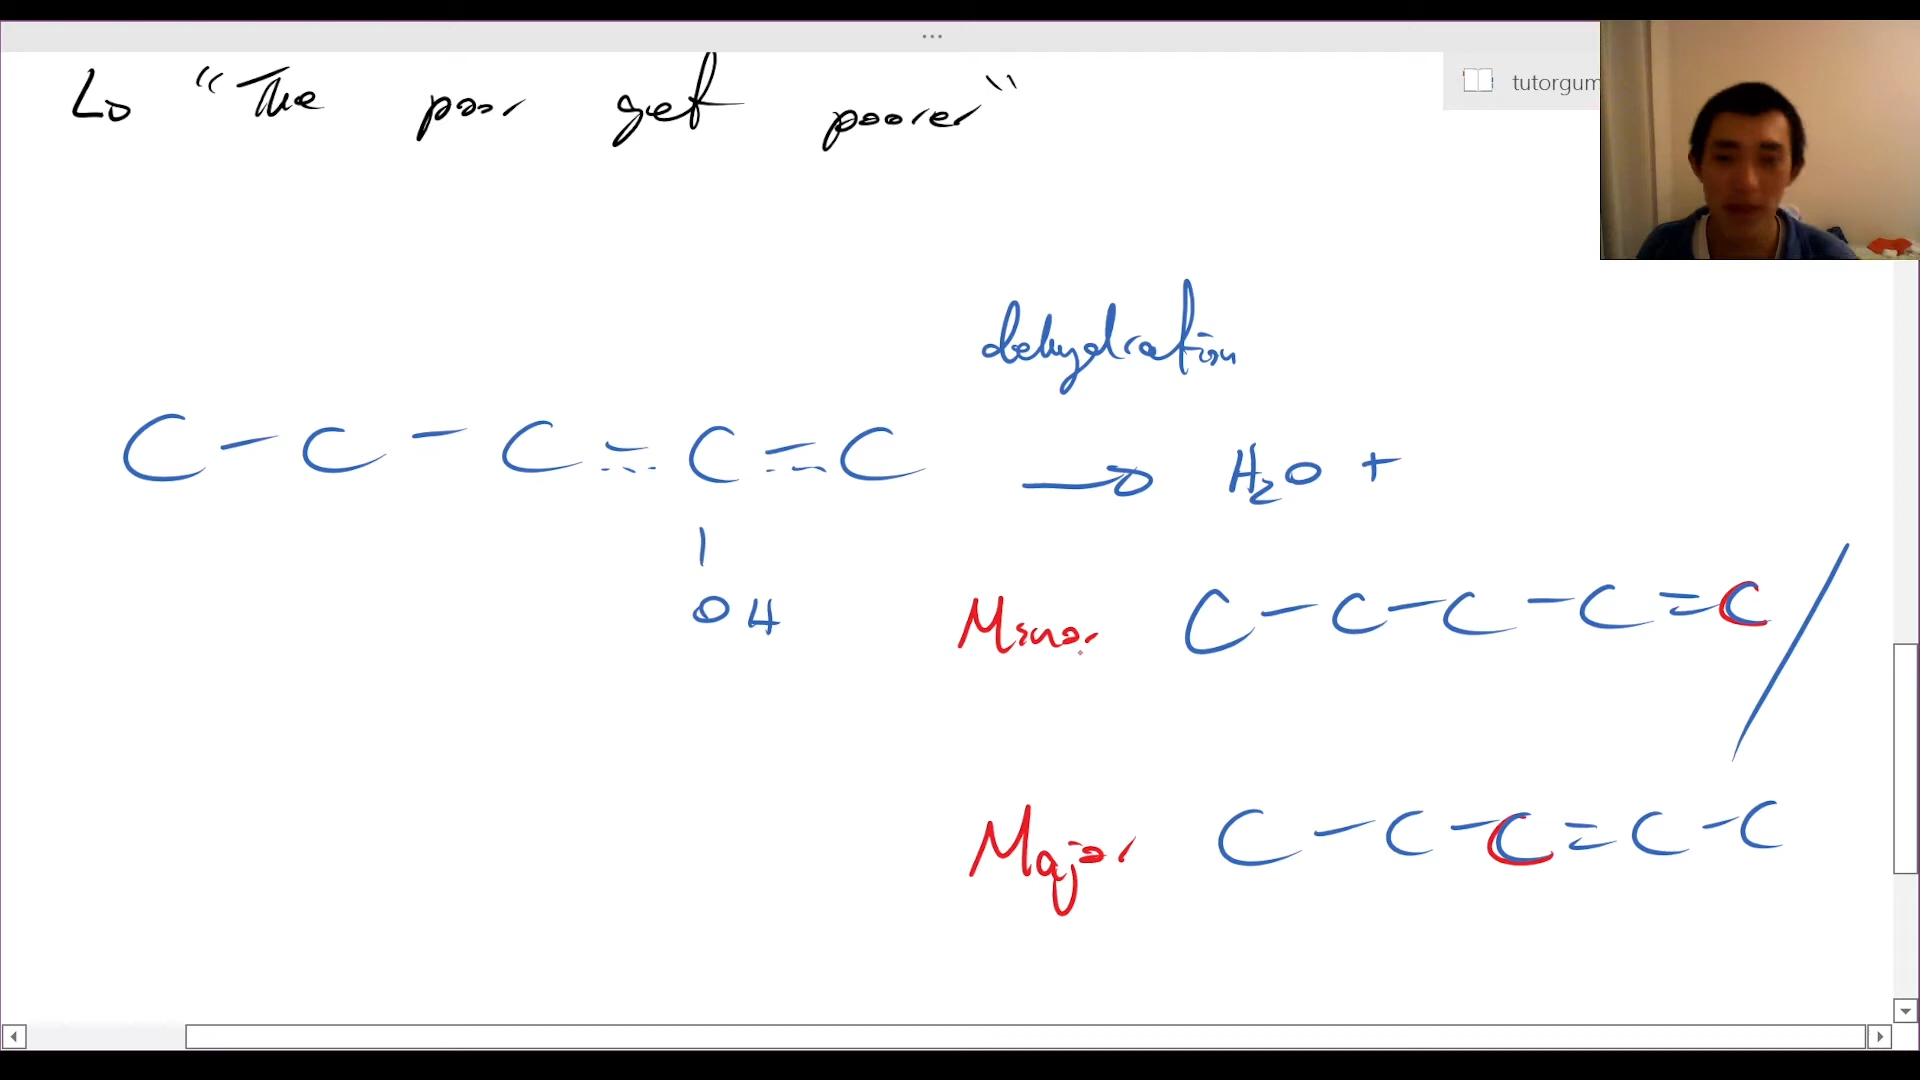 ...
tutorgum
Lo "The poor get poorer"
dehydration
C - C - C = C = C → H2O +
OH
Minor C - C - C - C = C
Major C - C - C = C - C